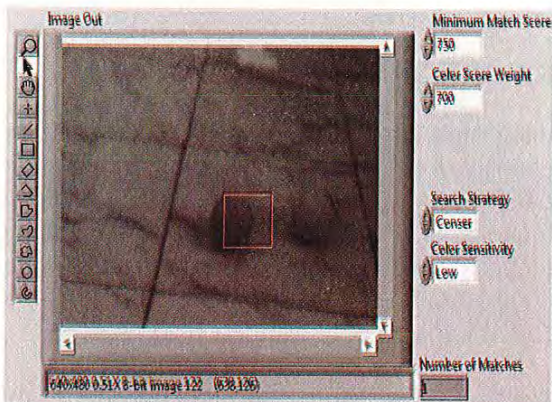 Image Out
Minimum Match Score
750
Color Score Weight
700
Search Strategy
Conser
Color Sensitivity
Low
Number of Matches
1
640x480 0.51X 8-bit image 122 (638,126)